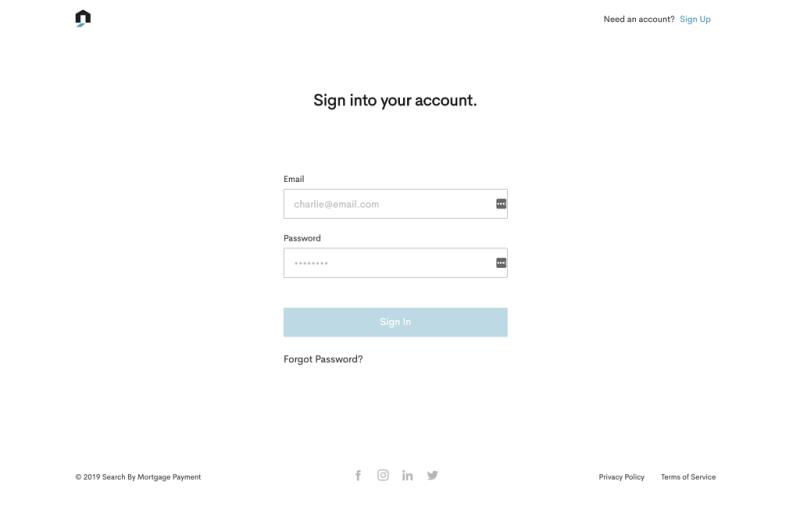 Need an account? Sign Up
Sign into your account.
Email
charlie@email.com
Password
Sign In
Forgot Password?
© 2019 Search By Mortgage Payment
Privacy Policy
Terms of Service